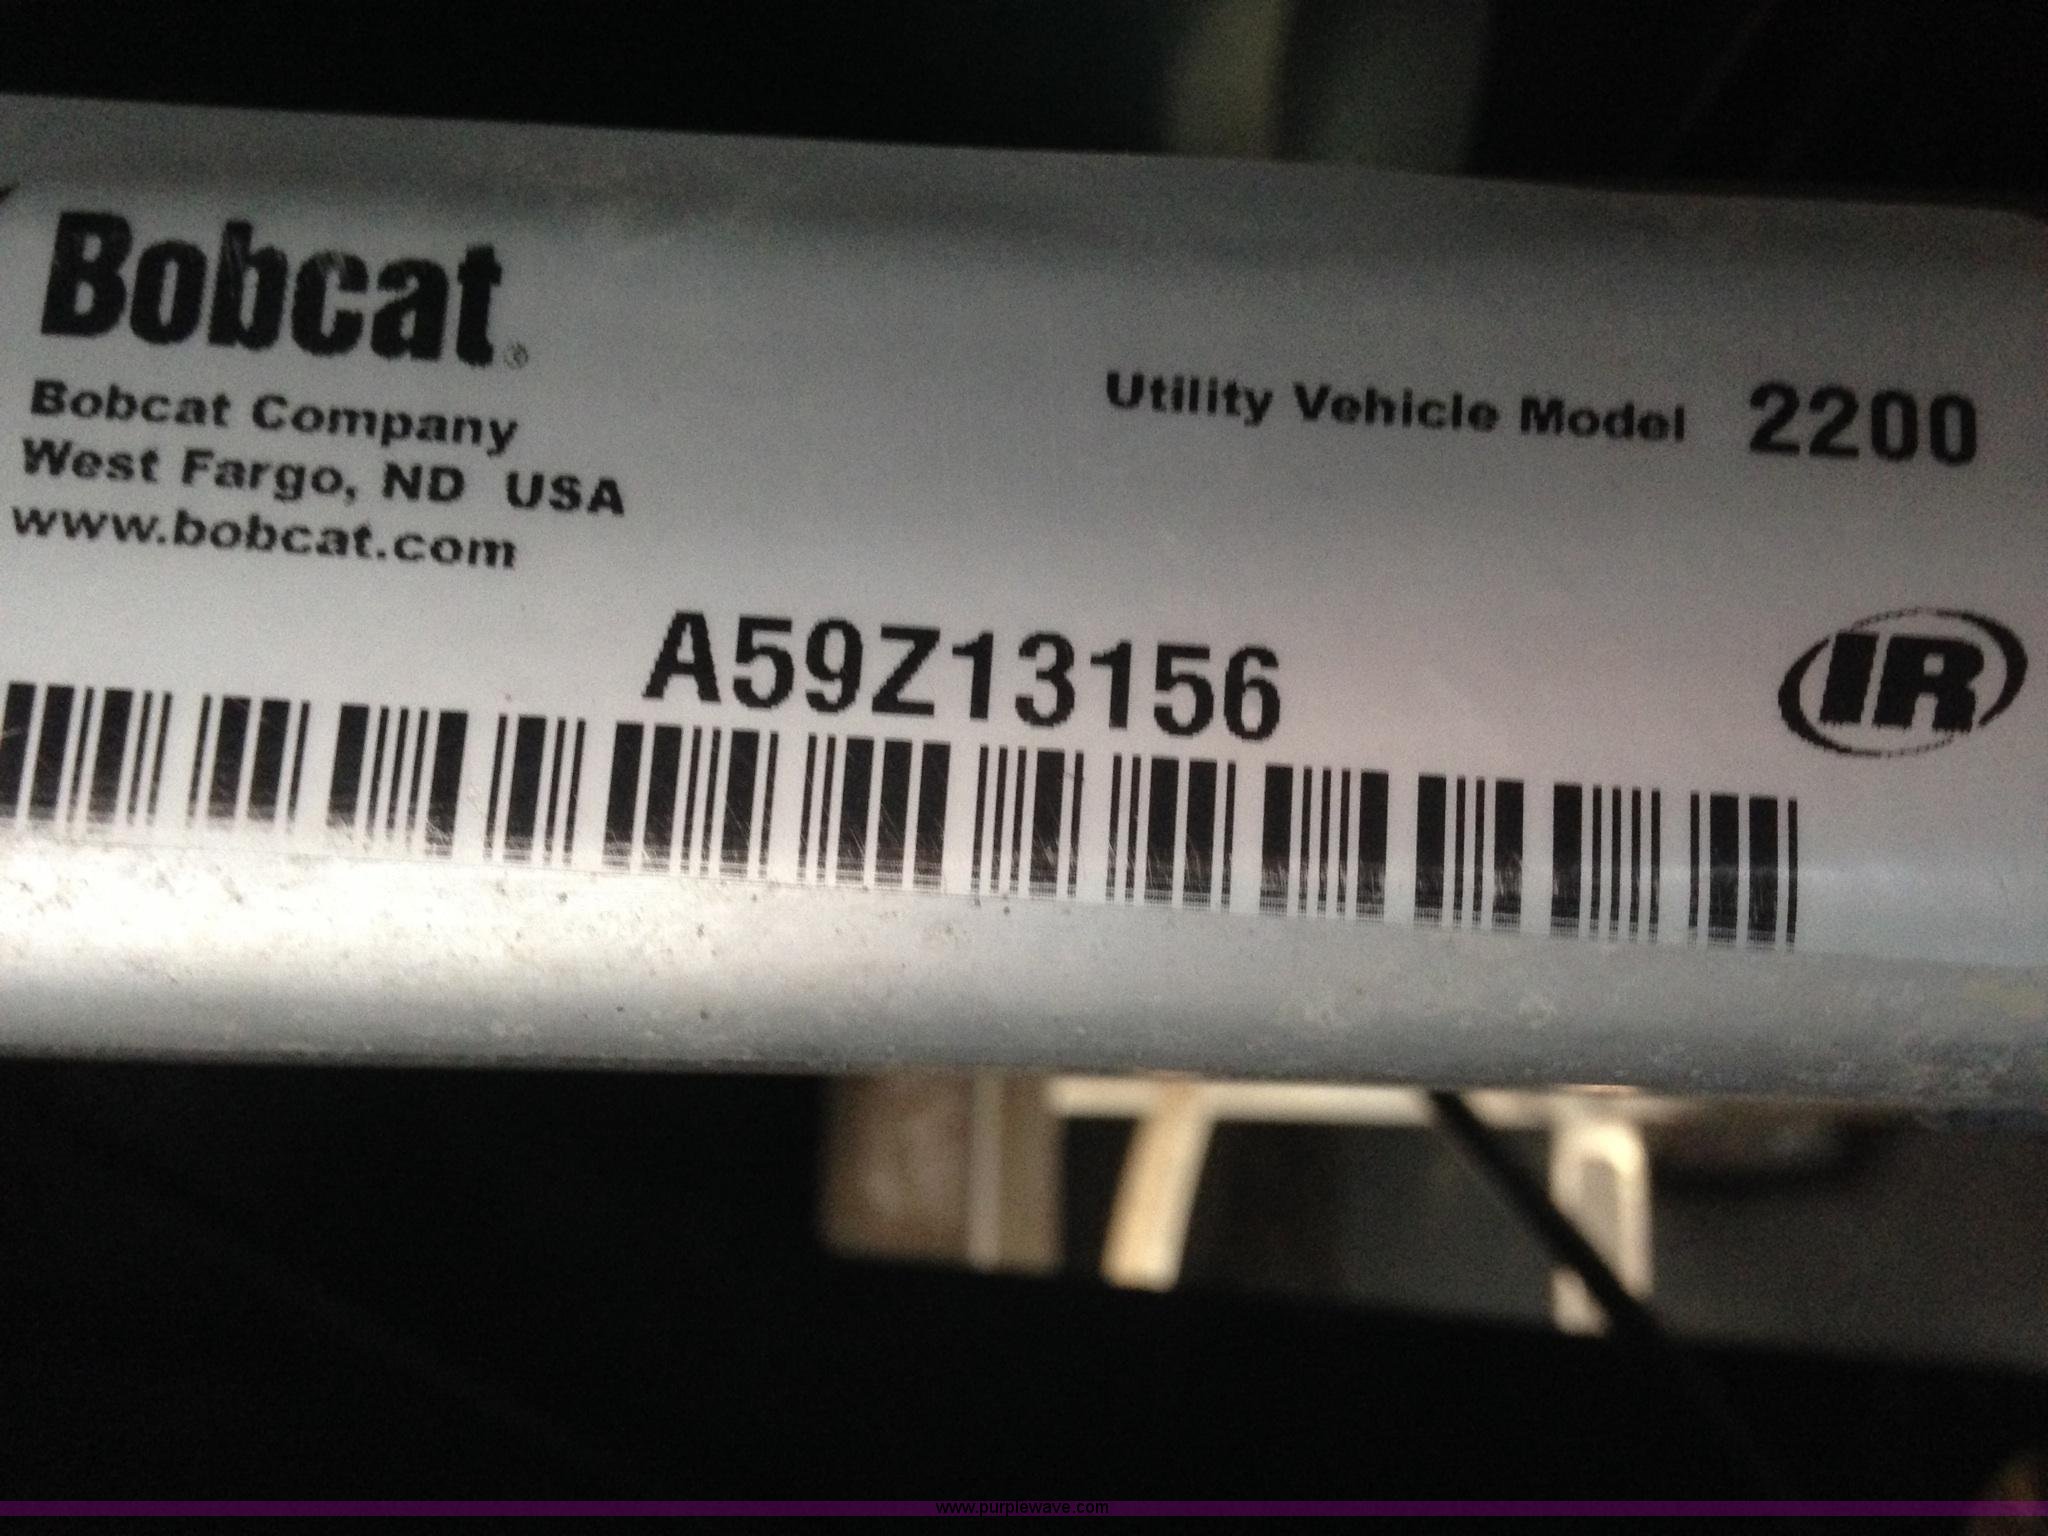 Bobcat®
Bobcat Company
West Fargo, ND USA
www.bobcat.com
Utility Vehicle Model 2200
A59Z13156
IR
www.purplewave.com